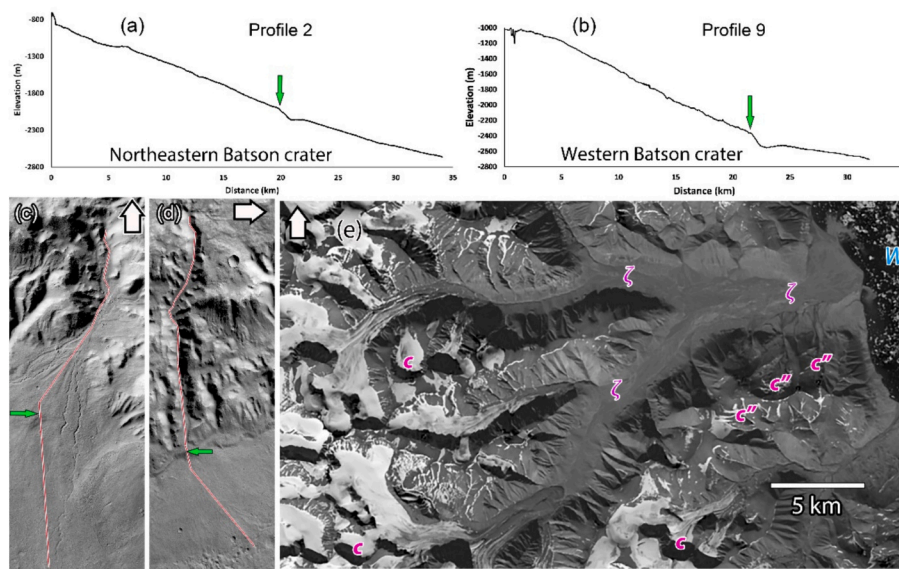 (a) Profile 2
-800
-1300
-1800
-2300
-2800
Elevation (m)
Northeastern Batson crater
0 5 10 15 20 25 30 35
Distance (km)
(b) Profile 9
-1000
-1200
-1400
-1600
-1800
-2000
-2200
-2400
-2600
-2800
Elevation (m)
Western Batson crater
0 5 10 15 20 25 30 35
Distance (km)
(c)
(d)
(e)
W
ζ
ζ
ζ
c
c"
c"
c"
c
c
5 km